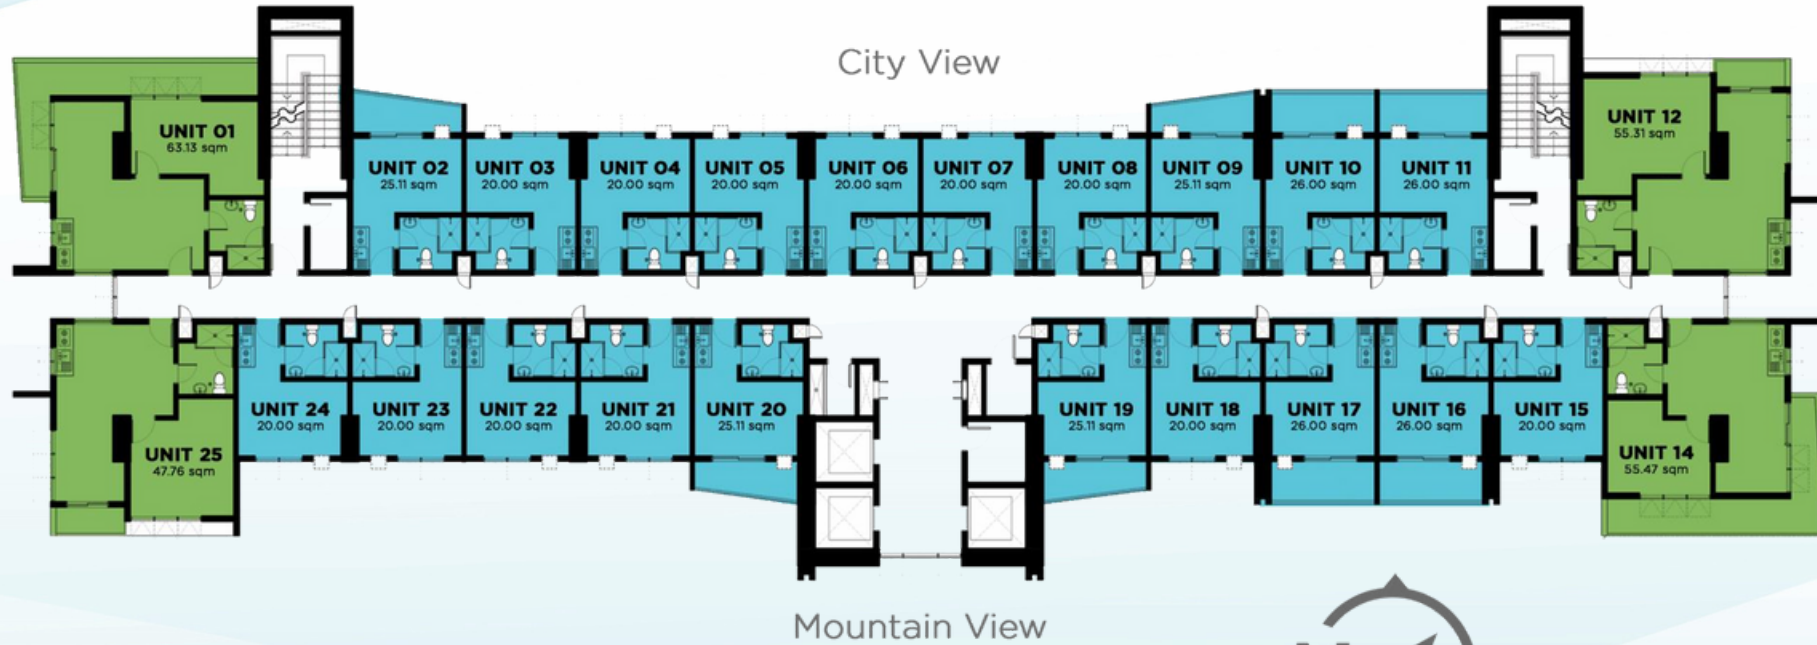 City View
UNIT 01
63.13 sqm
UNIT 02
25.11 sqm
UNIT 03
20.00 sqm
UNIT 04
20.00 sqm
UNIT 05
20.00 sqm
UNIT 06
20.00 sqm
UNIT 07
20.00 sqm
UNIT 08
20.00 sqm
UNIT 09
25.11 sqm
UNIT 10
26.00 sqm
UNIT 11
26.00 sqm
UNIT 12
55.31 sqm
UNIT 25
47.76 sqm
UNIT 24
20.00 sqm
UNIT 23
20.00 sqm
UNIT 22
20.00 sqm
UNIT 21
20.00 sqm
UNIT 20
25.11 sqm
UNIT 19
25.11 sqm
UNIT 18
20.00 sqm
UNIT 17
26.00 sqm
UNIT 16
26.00 sqm
UNIT 15
20.00 sqm
UNIT 14
55.47 sqm
Mountain View